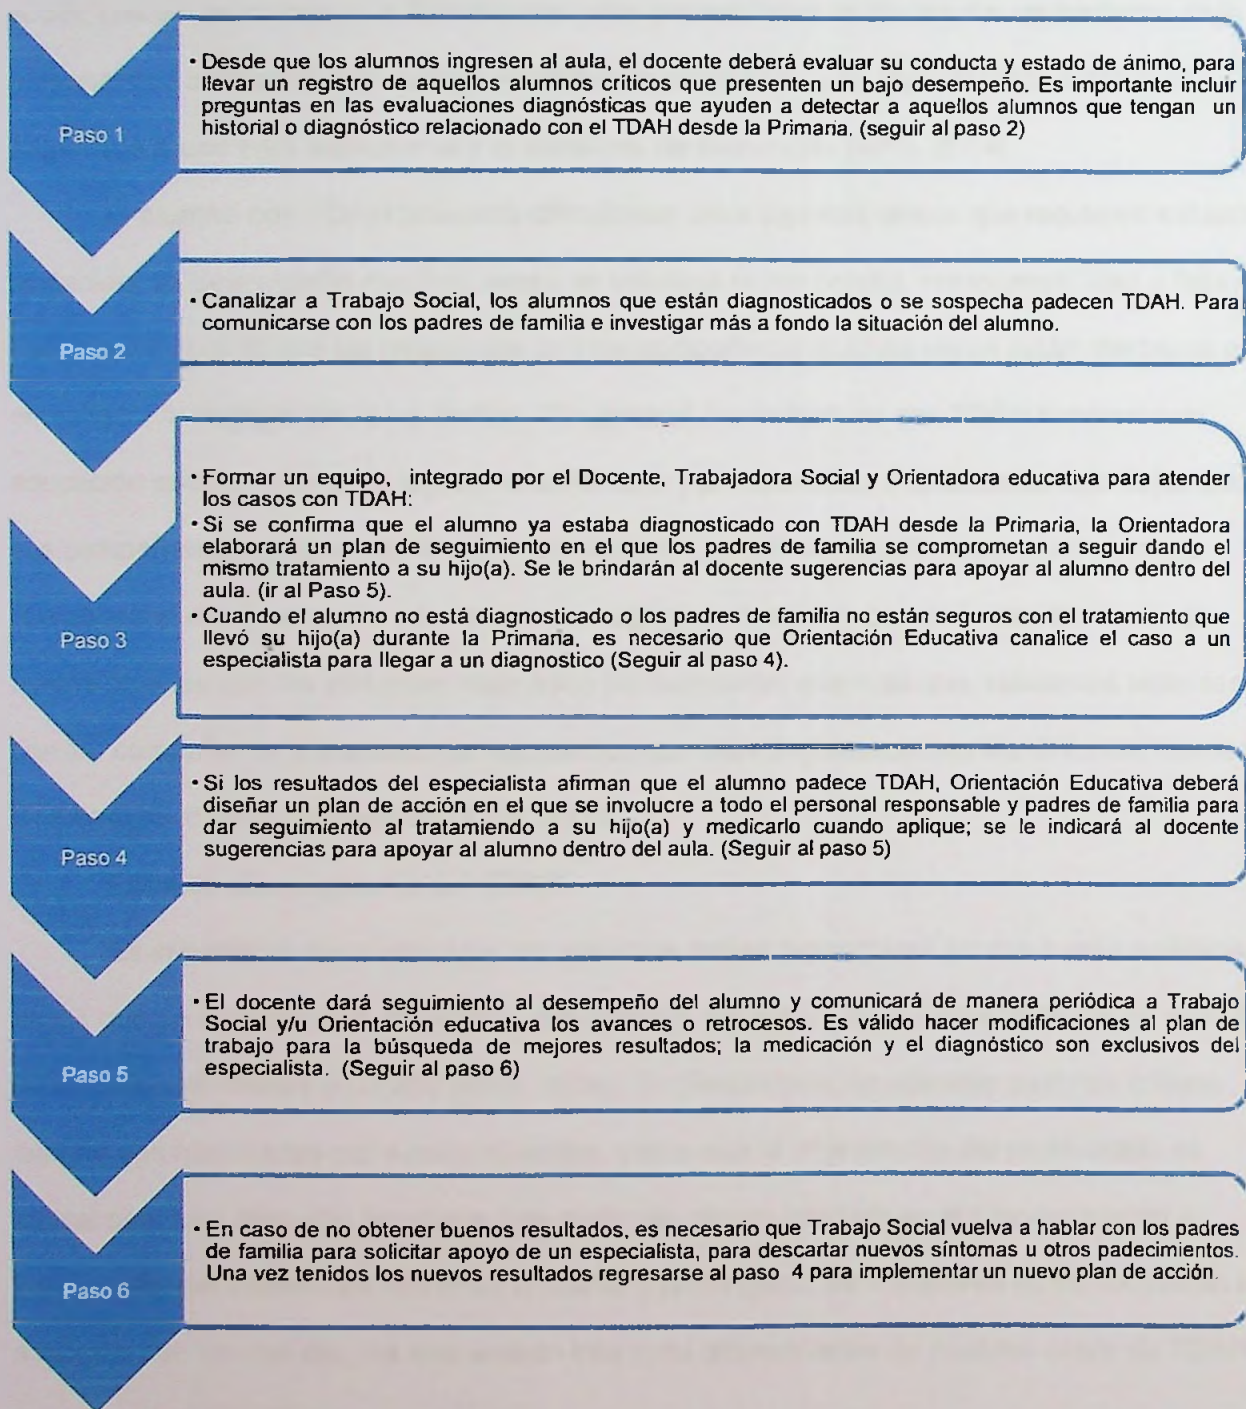 Paso 1
• Desde que los alumnos ingresen al aula, el docente deberá evaluar su conducta y estado de ánimo, para
llevar un registro de aquellos alumnos críticos que presenten un bajo desempeño. Es importante incluir
preguntas en las evaluaciones diagnósticas que ayuden a detectar a aquellos alumnos que tengan un
historial o diagnóstico relacionado con el TDAH desde la Primaria. (seguir al paso 2)
Paso 2
• Canalizar a Trabajo Social, los alumnos que están diagnosticados o se sospecha padecen TDAH. Para
comunicarse con los padres de familia e investigar más a fondo la situación del alumno.
Paso 3
• Formar un equipo, integrado por el Docente, Trabajadora Social y Orientadora educativa para atender
los casos con TDAH:
• Si se confirma que el alumno ya estaba diagnosticado con TDAH desde la Primaria, la Orientadora
elaborará un plan de seguimiento en el que los padres de familia se comprometan a seguir dando el
mismo tratamiento a su hijo(a). Se le brindarán al docente sugerencias para apoyar al alumno dentro del
aula. (ir al Paso 5).
• Cuando el alumno no está diagnosticado o los padres de familia no están seguros con el tratamiento que
llevó su hijo(a) durante la Primaria, es necesario que Orientación Educativa canalice el caso a un
especialista para llegar a un diagnostico (Seguir al paso 4).
Paso 4
• Si los resultados del especialista afirman que el alumno padece TDAH, Orientación Educativa deberá
diseñar un plan de acción en el que se involucre a todo el personal responsable y padres de familia para
dar seguimiento al tratamiendo a su hijo(a) y medicarlo cuando aplique; se le indicará al docente
sugerencias para apoyar al alumno dentro del aula. (Seguir al paso 5)
Paso 5
• El docente dará seguimiento al desempeño del alumno y comunicará de manera periódica a Trabajo
Social y/u Orientación educativa los avances o retrocesos. Es válido hacer modificaciones al plan de
trabajo para la búsqueda de mejores resultados; la medicación y el diagnóstico son exclusivos del
especialista. (Seguir al paso 6)
Paso 6
• En caso de no obtener buenos resultados, es necesario que Trabajo Social vuelva a hablar con los padres
de familia para solicitar apoyo de un especialista, para descartar nuevos síntomas u otros padecimientos.
Una vez tenidos los nuevos resultados regresarse al paso 4 para implementar un nuevo plan de acción.